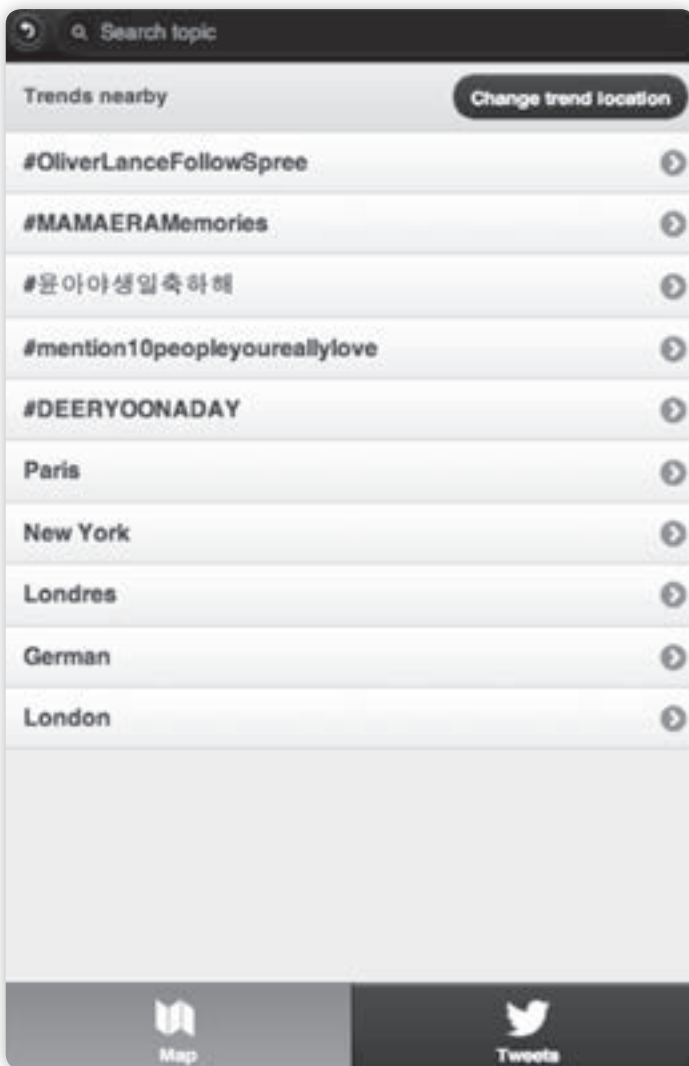 Search topic
Trends nearby
Change trend location
#OliverLanceFollowSpree
#MAMAERAMemories
#윤아야생일축하해
#mention10peopleyoureallylove
#DEERYOONADAY
Paris
New York
Londres
German
London
Map
Tweets